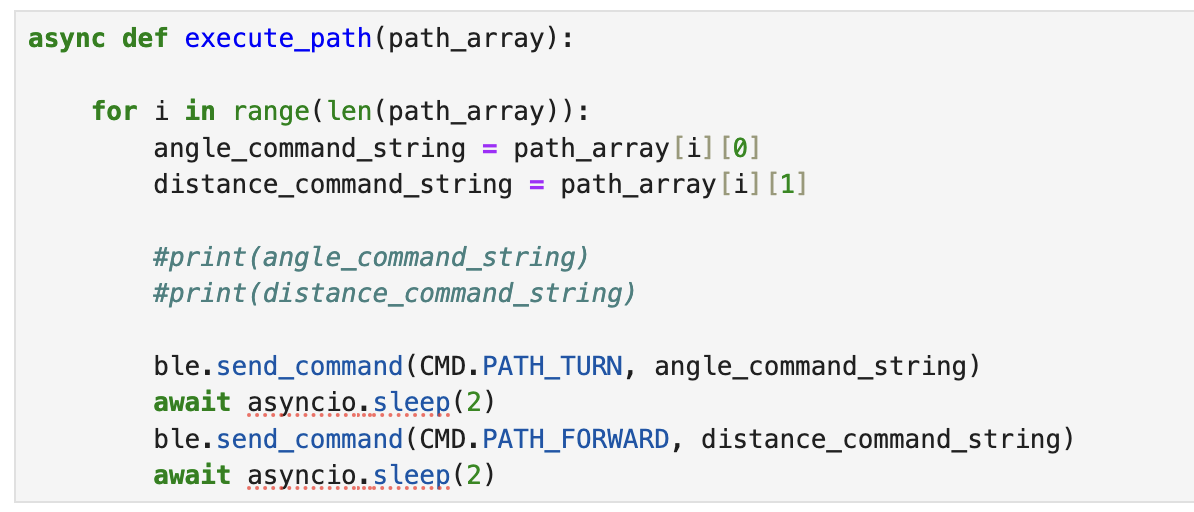 async def execute_path(path_array):
for i in range(len(path_array)):
angle_command_string = path_array[i][0]
distance_command_string = path_array[i][1]
#print(angle_command_string)
#print(distance_command_string)
ble.send_command(CMD.PATH_TURN, angle_command_string)
await asyncio.sleep(2)
ble.send_command(CMD.PATH_FORWARD, distance_command_string)
await asyncio.sleep(2)